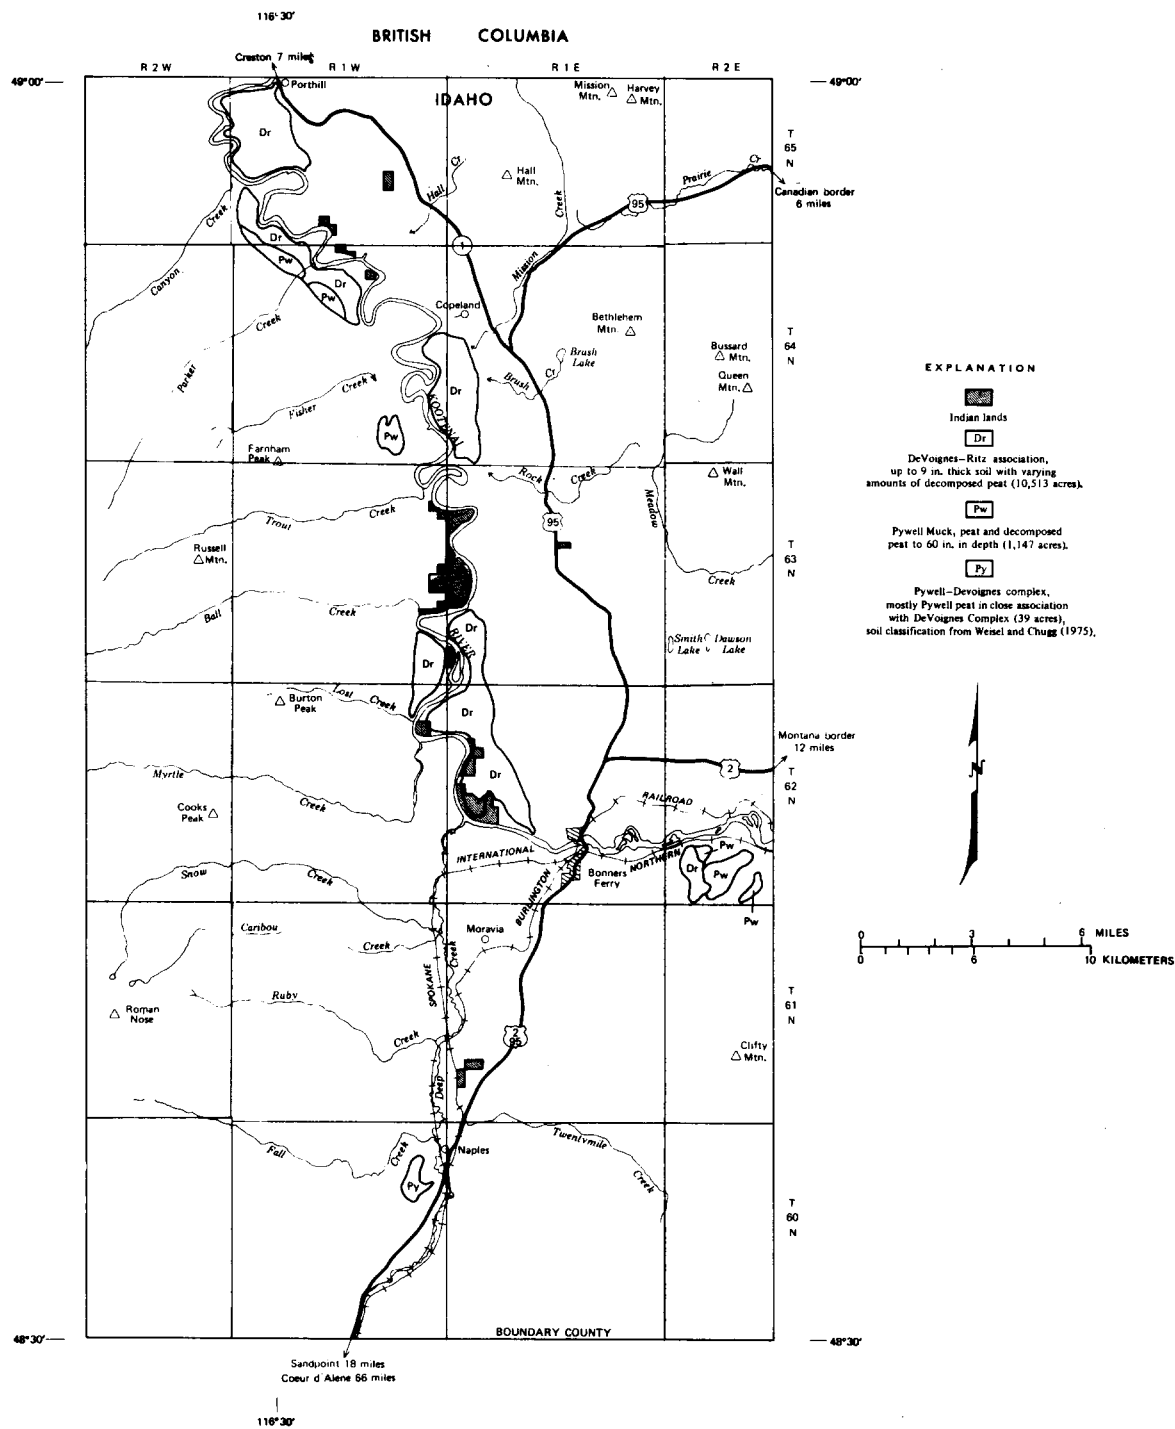 116°30'
BRITISH COLUMBIA
Creston 7 miles
R 2 W
R 1 W
R 1 E
R 2 E
49°00'
49°00'
Porthill
IDAHO
Mission
Mtn.
Harvey
Mtn.
Dr
T
65
N
Hall
Cr
Hall
Mtn.
Prairie
Cr
Canadian border
6 miles
95
Creek
Creek
Canyon
Dr
Pw
Dr
Pw
1
Mission
Copeland
Creek
Parker
Bethlehem
Mtn.
T
64
N
Bussard
Mtn.
Queen
Mtn.
Brush
Lake
Brush
Cr
Fisher
Creek
Dr
KOOTENAI
Pw
Farnham
Peak
Rock
Creek
Wall
Mtn.
Meadow
Creek
Trout
Creek
95
Russell
Mtn.
T
63
N
Ball
Creek
Dr
RIVER
Dr
Smith
Lake
Dawson
Lake
Lost
Creek
Burton
Peak
Dr
Montana border
12 miles
2
T
62
N
Myrtle
Creek
Cooks
Peak
Dr
RAILROAD
INTERNATIONAL
BURLINGTON
NORTHERN
Bonners
Ferry
Pw
Dr
Pw
Pw
Snow
Creek
Caribou
Creek
Moravia
Creek
SPOKANE
Ruby
Creek
Roman
Nose
T
61
N
2
95
Clifty
Mtn.
Deep
Fall
Creek
Naples
Twentymile
Creek
Py
T
60
N
48°30'
BOUNDARY COUNTY
48°30'
Sandpoint 18 miles
Coeur d'Alene 66 miles
116°30'
EXPLANATION
Indian lands
Dr
DeVoignes—Ritz association,
up to 9 in. thick soil with varying
amounts of decomposed peat (10,513 acres).
Pw
Pywell Muck, peat and decomposed
peat to 60 in. in depth (1,147 acres).
Py
Pywell—Devoignes complex,
mostly Pywell peat in close association
with DeVoignes Complex (39 acres),
soil classification from Weisel and Chugg (1975).
N
0 3 6 MILES
0 6 10 KILOMETERS